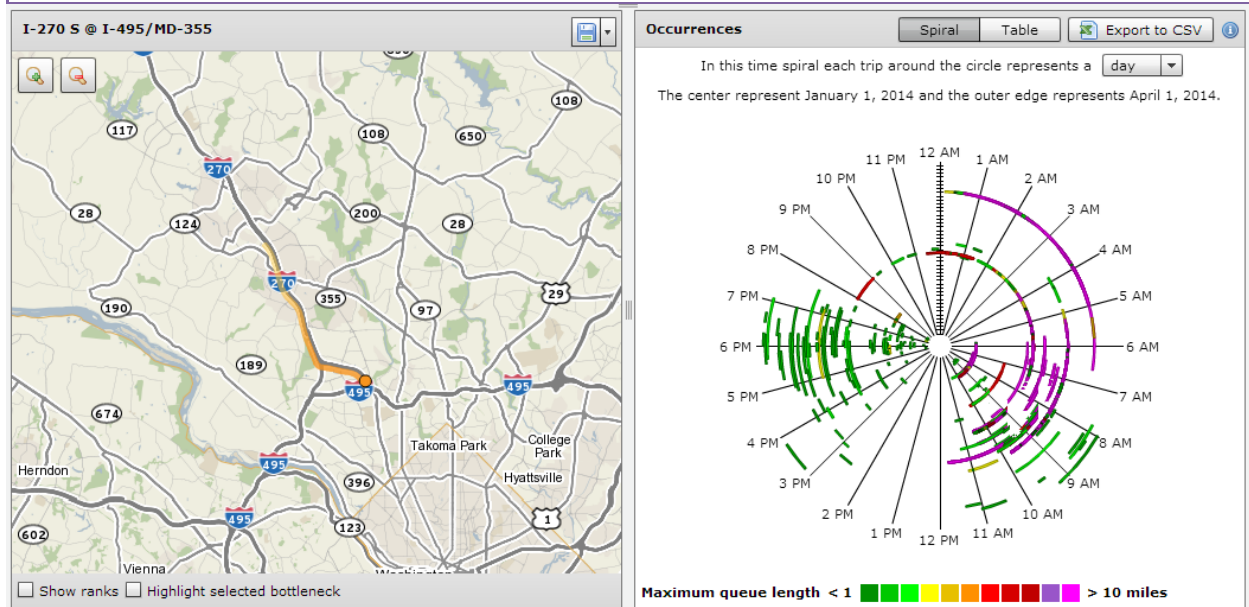 I-270 S @ I-495/MD-355
108
117
108
650
270
28
200
124
28
270
29
355
190
97
189
495
495
674
Takoma Park
College
Park
Herndon
495
Hyattsville
396
495
1
123
602
Vienna
Show ranks Highlight selected bottleneck
Occurrences Spiral Table Export to CSV
In this time spiral each trip around the circle represents a day
The center represent January 1, 2014 and the outer edge represents April 1, 2014.
12 AM
1 AM
2 AM
3 AM
4 AM
5 AM
6 AM
7 AM
8 AM
9 AM
10 AM
11 AM
12 PM
1 PM
2 PM
3 PM
4 PM
5 PM
6 PM
7 PM
8 PM
9 PM
10 PM
11 PM
Maximum queue length < 1 > 10 miles